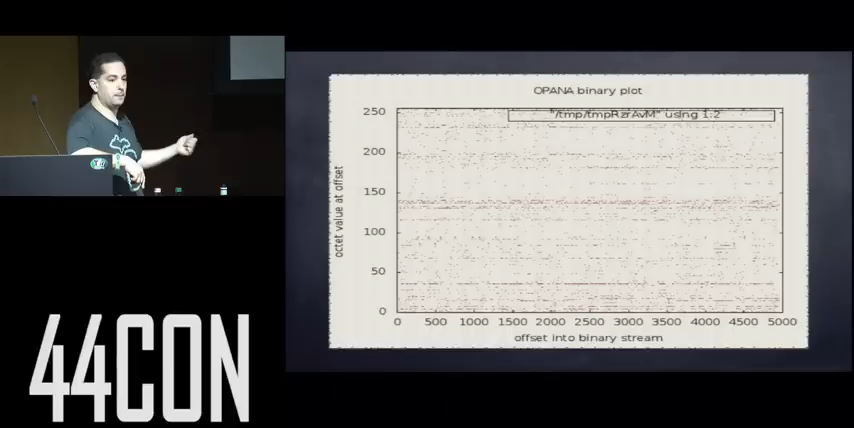 OPANA binary plot
"/tmp/tmpRzrAvM" using 1:2
250
200
150
100
50
0
octet value at offset
0 500 1000 1500 2000 2500 3000 3500 4000 4500 5000
offset into binary stream
44CON